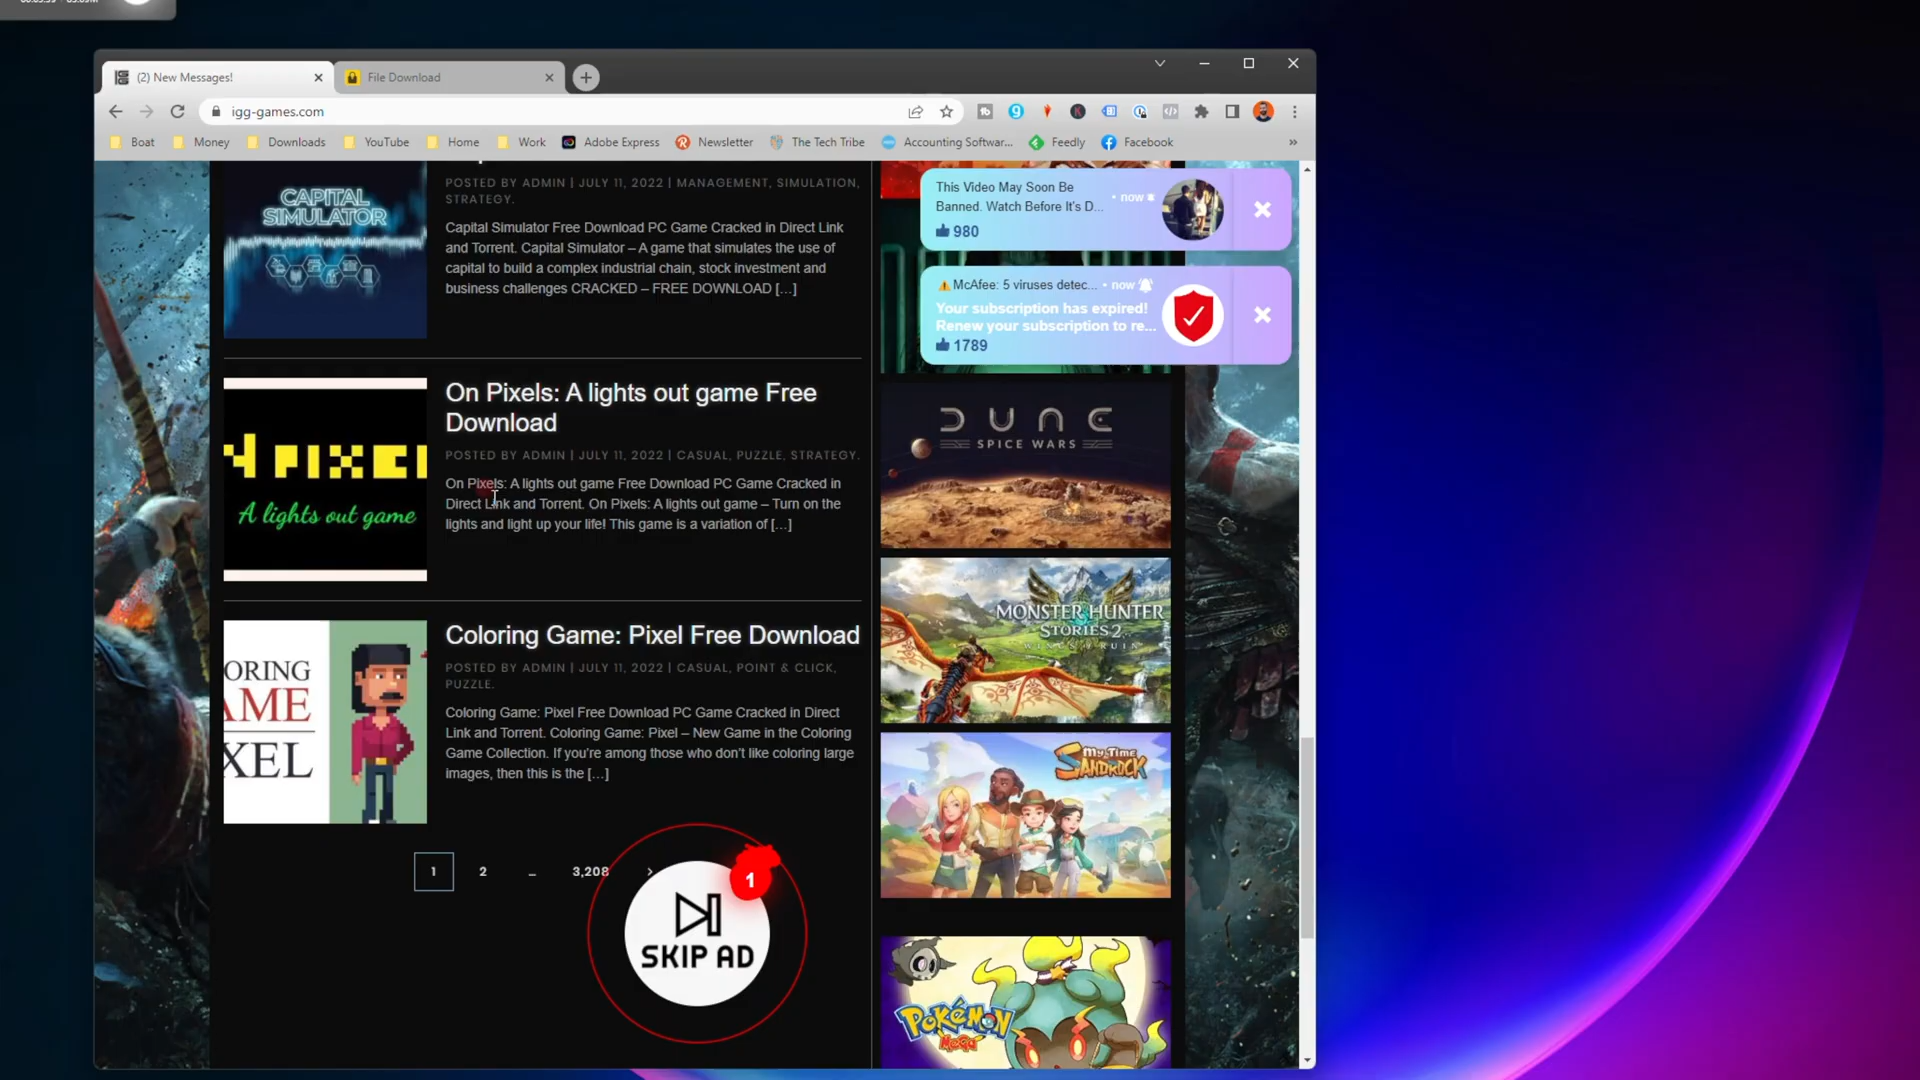 (2) New Messages!
File Download
igg-games.com
Boat
Money
Downloads
YouTube
Home
Work
Adobe Express
Newsletter
The Tech Tribe
Accounting Softwar...
Feedly
Facebook
»
CAPITAL
SIMULATOR
POSTED BY ADMIN | JULY 11, 2022 | MANAGEMENT, SIMULATION,
STRATEGY.
Capital Simulator Free Download PC Game Cracked in Direct Link
and Torrent. Capital Simulator – A game that simulates the use of
capital to build a complex industrial chain, stock investment and
business challenges CRACKED – FREE DOWNLOAD [...]
This Video May Soon Be
Banned. Watch Before It's D...
• now
980
McAfee: 5 viruses detec...
• now
Your subscription has expired!
Renew your subscription to re...
1789
On Pixels: A lights out game Free
Download
POSTED BY ADMIN | JULY 11, 2022 | CASUAL, PUZZLE, STRATEGY.
On Pixels: A lights out game Free Download PC Game Cracked in
Direct Link and Torrent. On Pixels: A lights out game – Turn on the
lights and light up your life! This game is a variation of [...]
A lights out game
DUNE
SPICE WARS
MONSTER HUNTER
STORIES 2
WINGS OF RUIN
Coloring Game: Pixel Free Download
POSTED BY ADMIN | JULY 11, 2022 | CASUAL, POINT & CLICK,
PUZZLE.
Coloring Game: Pixel Free Download PC Game Cracked in Direct
Link and Torrent. Coloring Game: Pixel – New Game in the Coloring
Game Collection. If you're among those who don't like coloring large
images, then this is the [...]
ORING
AME
XEL
My Time
SANDROCK
1
2
...
3,208
1
SKIP AD
POKÉMON
Mega